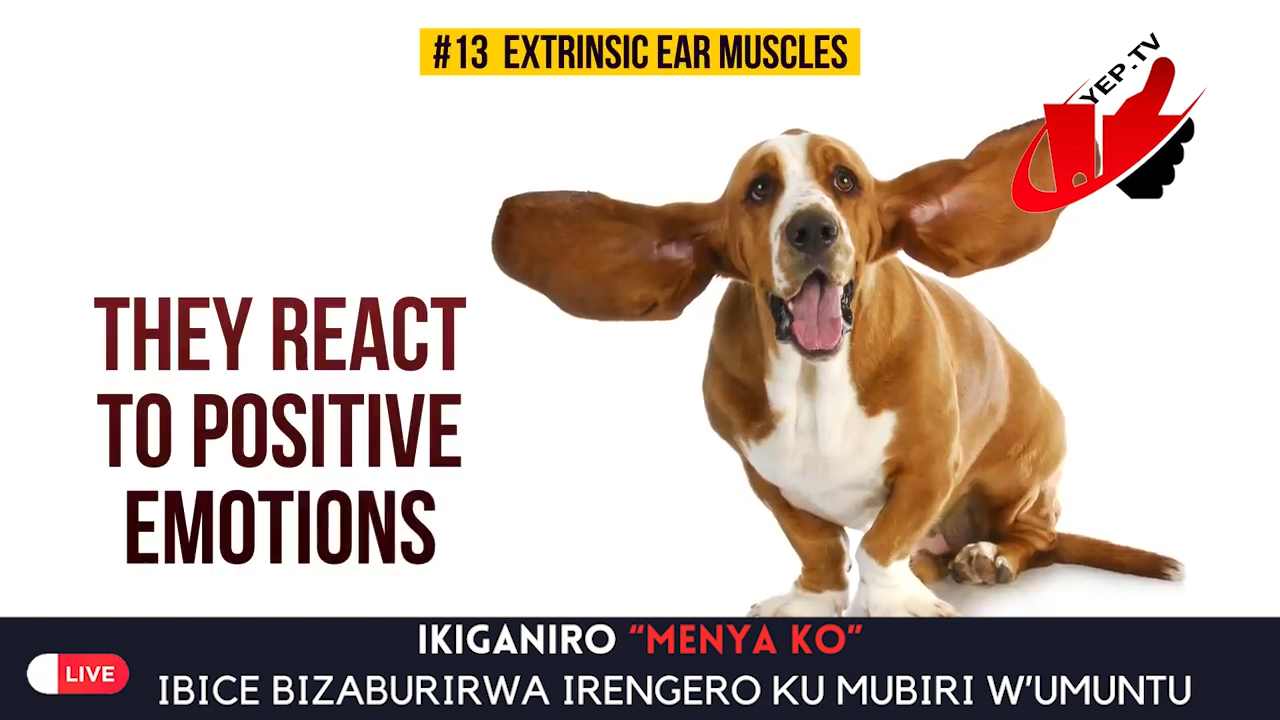 #13 EXTRINSIC EAR MUSCLES
YEP.TV
THEY REACT
TO POSITIVE
EMOTIONS
IKIGANIRO “MENYA KO”
LIVE
IBICE BIZABURIRWA IRENGERO KU MUBIRI W’UMUNTU